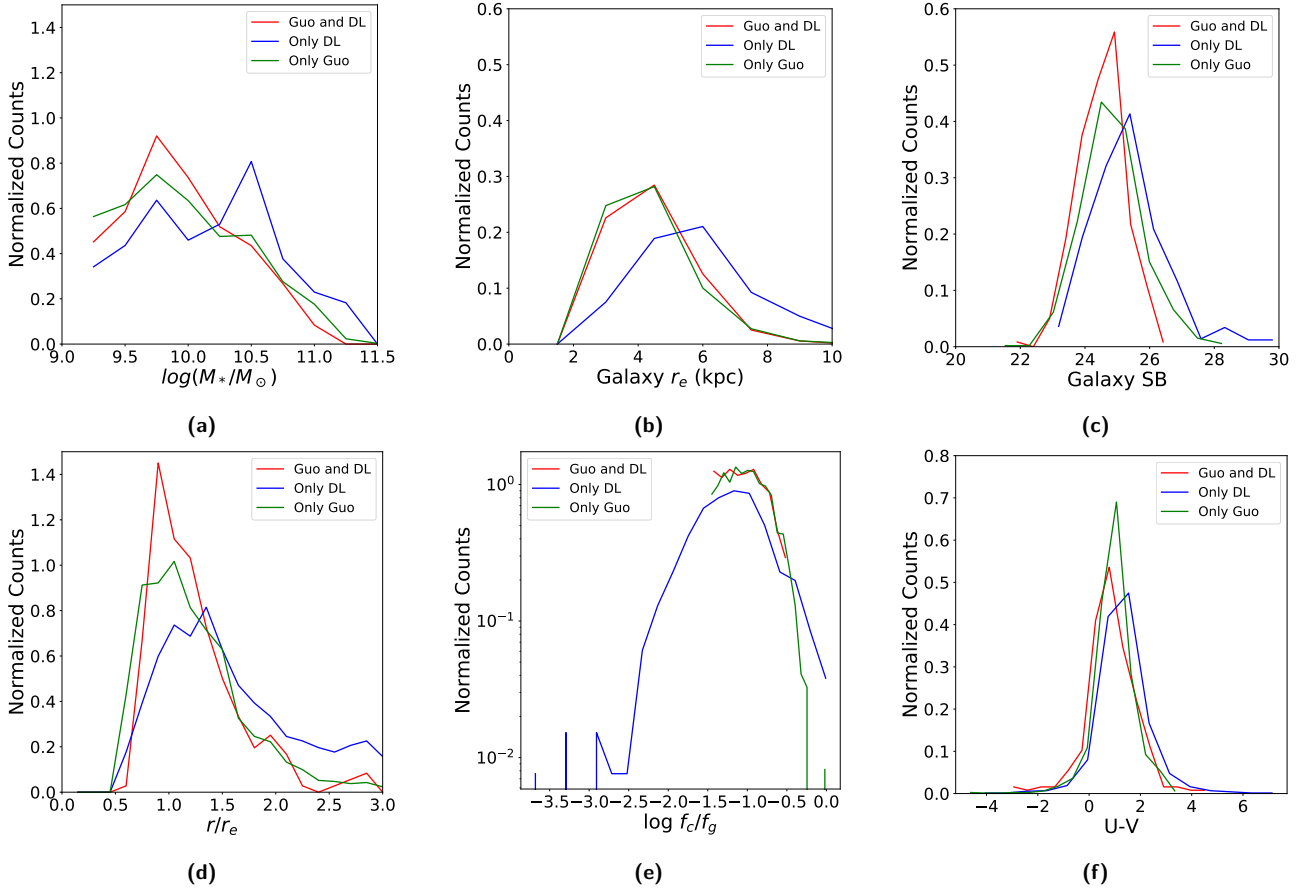 Normalized Counts
1.4
1.2
1.0
0.8
0.6
0.4
0.2
0.0
9.0 9.5 10.0 10.5 11.0 11.5
log(M*/M⊙)
Guo and DL
Only DL
Only Guo
(a)
Normalized Counts
0.6
0.5
0.4
0.3
0.2
0.1
0.0
0 2 4 6 8 10
Galaxy r_e (kpc)
Guo and DL
Only DL
Only Guo
(b)
Normalized Counts
0.6
0.5
0.4
0.3
0.2
0.1
0.0
20 22 24 26 28 30
Galaxy SB
Guo and DL
Only DL
Only Guo
(c)
Normalized Counts
1.4
1.2
1.0
0.8
0.6
0.4
0.2
0.0
0.0 0.5 1.0 1.5 2.0 2.5 3.0
r/r_e
Guo and DL
Only DL
Only Guo
(d)
Normalized Counts
10⁰
10⁻¹
10⁻²
−3.5 −3.0 −2.5 −2.0 −1.5 −1.0 −0.5 0.0
log f_c/f_g
Guo and DL
Only DL
Only Guo
(e)
Normalized Counts
0.8
0.7
0.6
0.5
0.4
0.3
0.2
0.1
0.0
−4 −2 0 2 4 6
U-V
Guo and DL
Only DL
Only Guo
(f)